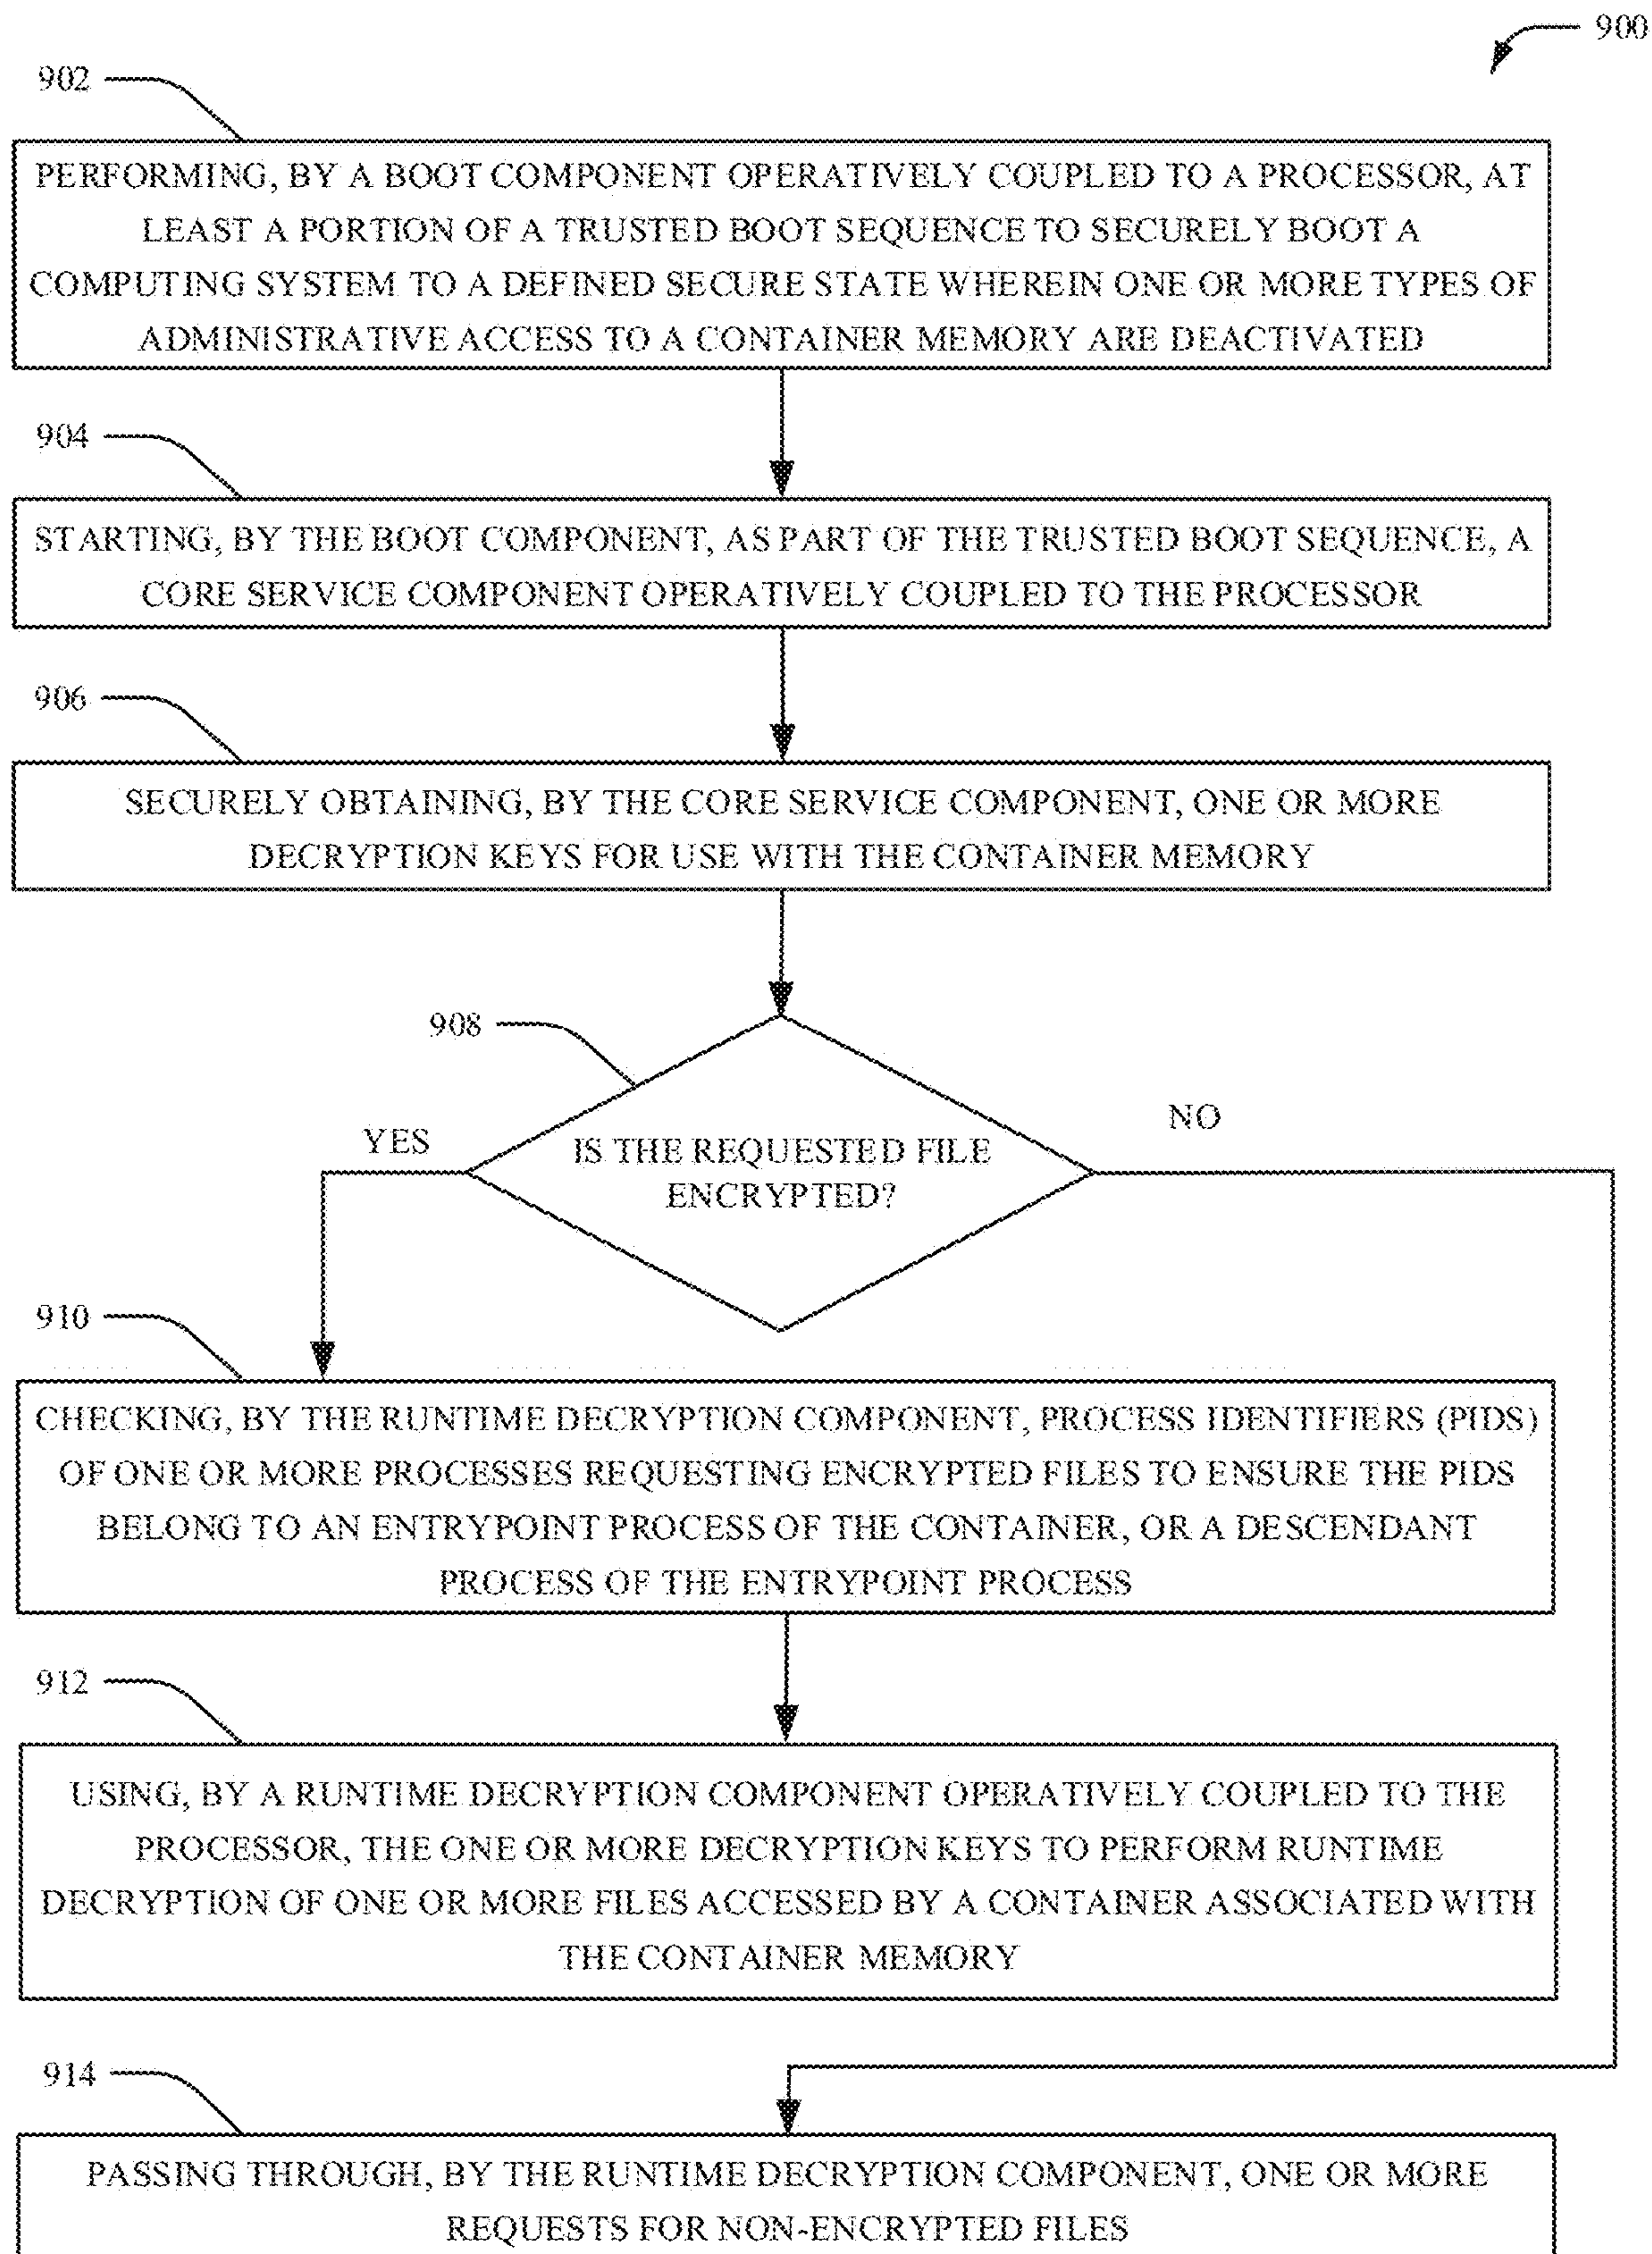 900
902
PERFORMING, BY A BOOT COMPONENT OPERATIVELY COUPLED TO A PROCESSOR, AT
LEAST A PORTION OF A TRUSTED BOOT SEQUENCE TO SECURELY BOOT A
COMPUTING SYSTEM TO A DEFINED SECURE STATE WHEREIN ONE OR MORE TYPES OF
ADMINISTRATIVE ACCESS TO A CONTAINER MEMORY ARE DEACTIVATED
904
STARTING, BY THE BOOT COMPONENT, AS PART OF THE TRUSTED BOOT SEQUENCE, A
CORE SERVICE COMPONENT OPERATIVELY COUPLED TO THE PROCESSOR
906
SECURELY OBTAINING, BY THE CORE SERVICE COMPONENT, ONE OR MORE
DECRYPTION KEYS FOR USE WITH THE CONTAINER MEMORY
908
YES
NO
IS THE REQUESTED FILE
ENCRYPTED?
910
CHECKING, BY THE RUNTIME DECRYPTION COMPONENT, PROCESS IDENTIFIERS (PIDS)
OF ONE OR MORE PROCESSES REQUESTING ENCRYPTED FILES TO ENSURE THE PIDS
BELONG TO AN ENTRYPOINT PROCESS OF THE CONTAINER, OR A DESCENDANT
PROCESS OF THE ENTRYPOINT PROCESS
912
USING, BY A RUNTIME DECRYPTION COMPONENT OPERATIVELY COUPLED TO THE
PROCESSOR, THE ONE OR MORE DECRYPTION KEYS TO PERFORM RUNTIME
DECRYPTION OF ONE OR MORE FILES ACCESSED BY A CONTAINER ASSOCIATED WITH
THE CONTAINER MEMORY
914
PASSING THROUGH, BY THE RUNTIME DECRYPTION COMPONENT, ONE OR MORE
REQUESTS FOR NON-ENCRYPTED FILES